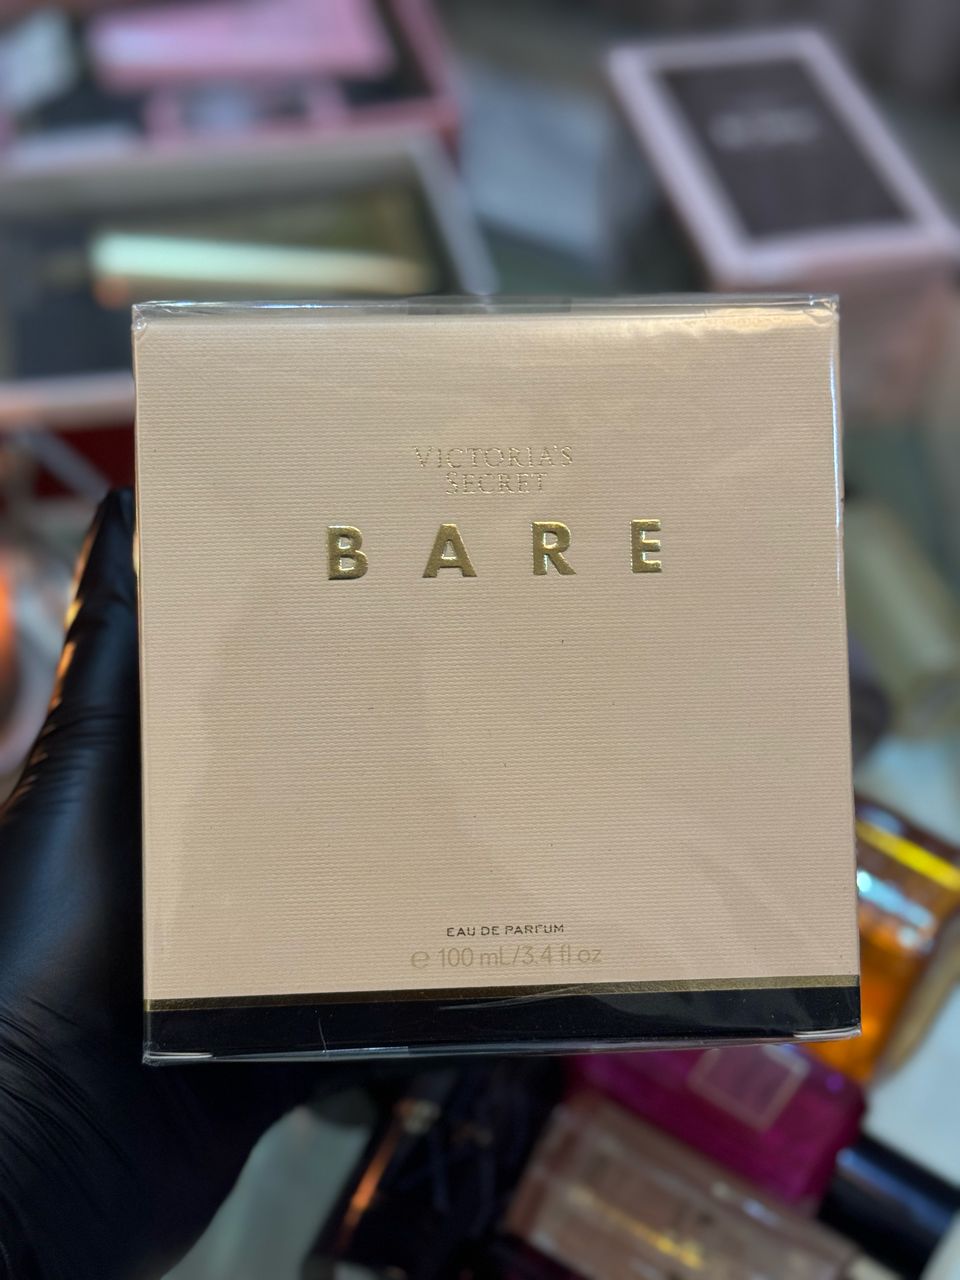 VICTORIA'S
SECRET
BARE
EAU DE PARFUM
℮ 100 mL/3.4 fl oz